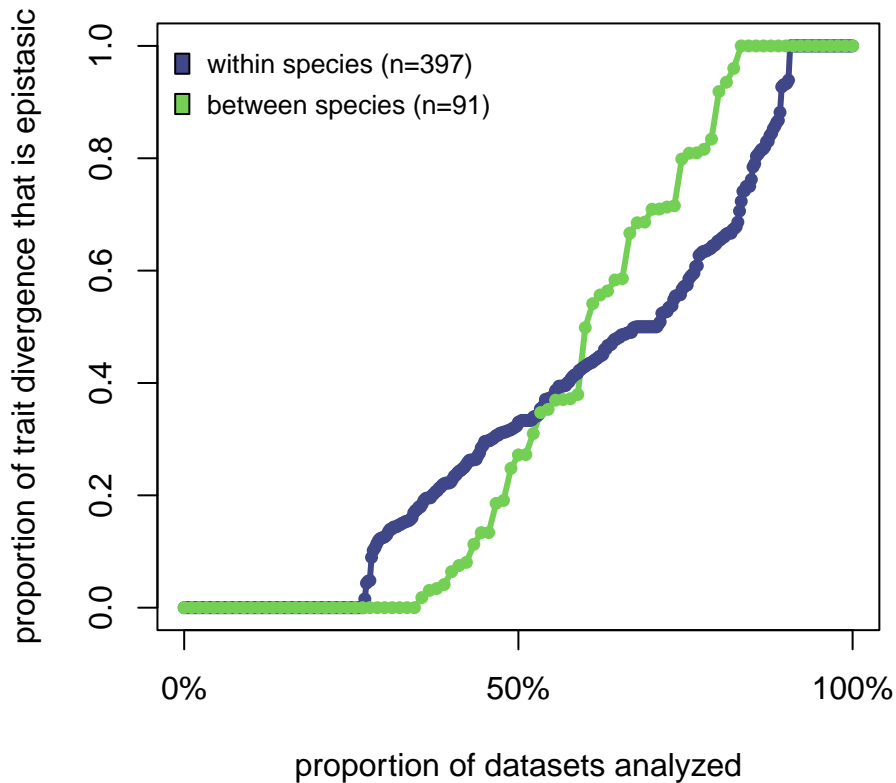 proportion of trait divergence that is epistasic
1.0
0.8
0.6
0.4
0.2
0.0
within species (n=397)
between species (n=91)
0% 50% 100%
proportion of datasets analyzed